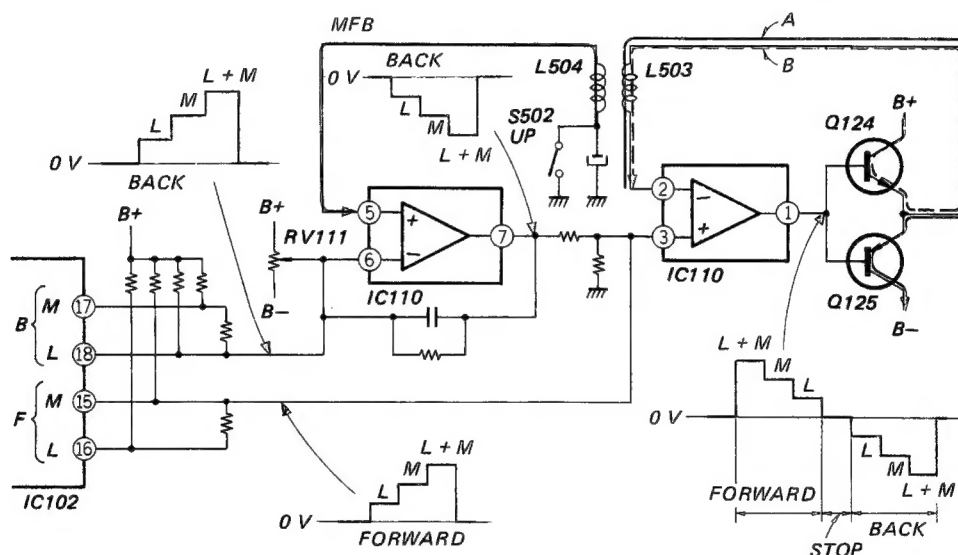 MFB
A
B
BACK
L + M
M
L
0 V
BACK
0 V
BACK
L
M
L + M
L504
L503
S502
UP
B+
Q124
B+
B+
RV111
B-
5
6
+
-
7
IC110
2
3
-
+
1
IC110
Q125
B-
B
M
17
L
18
F
M
15
L
16
IC102
L + M
M
L
0 V
FORWARD
L + M
M
L
0 V
L
M
L + M
FORWARD
STOP
BACK